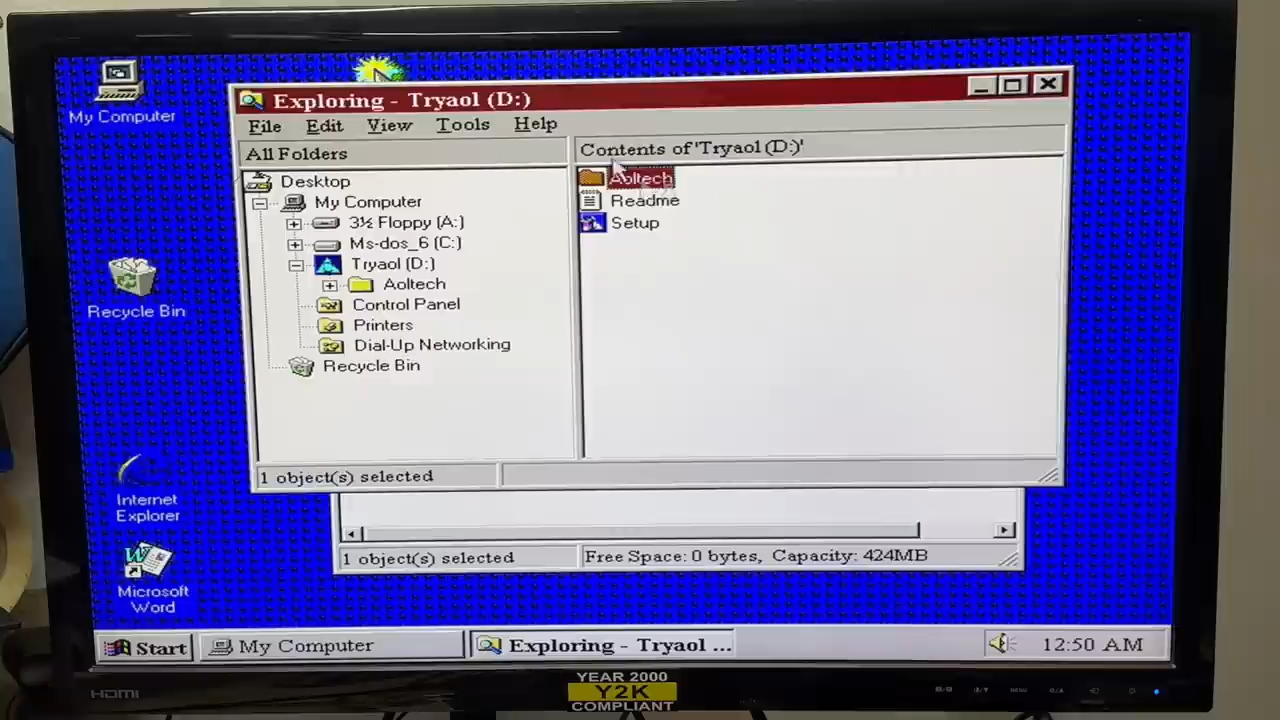 My Computer
Exploring - Tryaol (D:)
File Edit View Tools Help
All Folders
Contents of 'Tryaol (D:)'
Desktop
My Computer
3½ Floppy (A:)
Ms-dos_6 (C:)
Tryaol (D:)
Aoltech
Control Panel
Printers
Dial-Up Networking
Recycle Bin
Aoltech
Readme
Setup
1 object(s) selected
Recycle Bin
Internet
Explorer
Microsoft
Word
1 object(s) selected
Free Space: 0 bytes, Capacity: 424MB
Start
My Computer
Exploring - Tryaol ...
12:50 AM
HDMI
YEAR 2000
Y2K
COMPLIANT
MENU